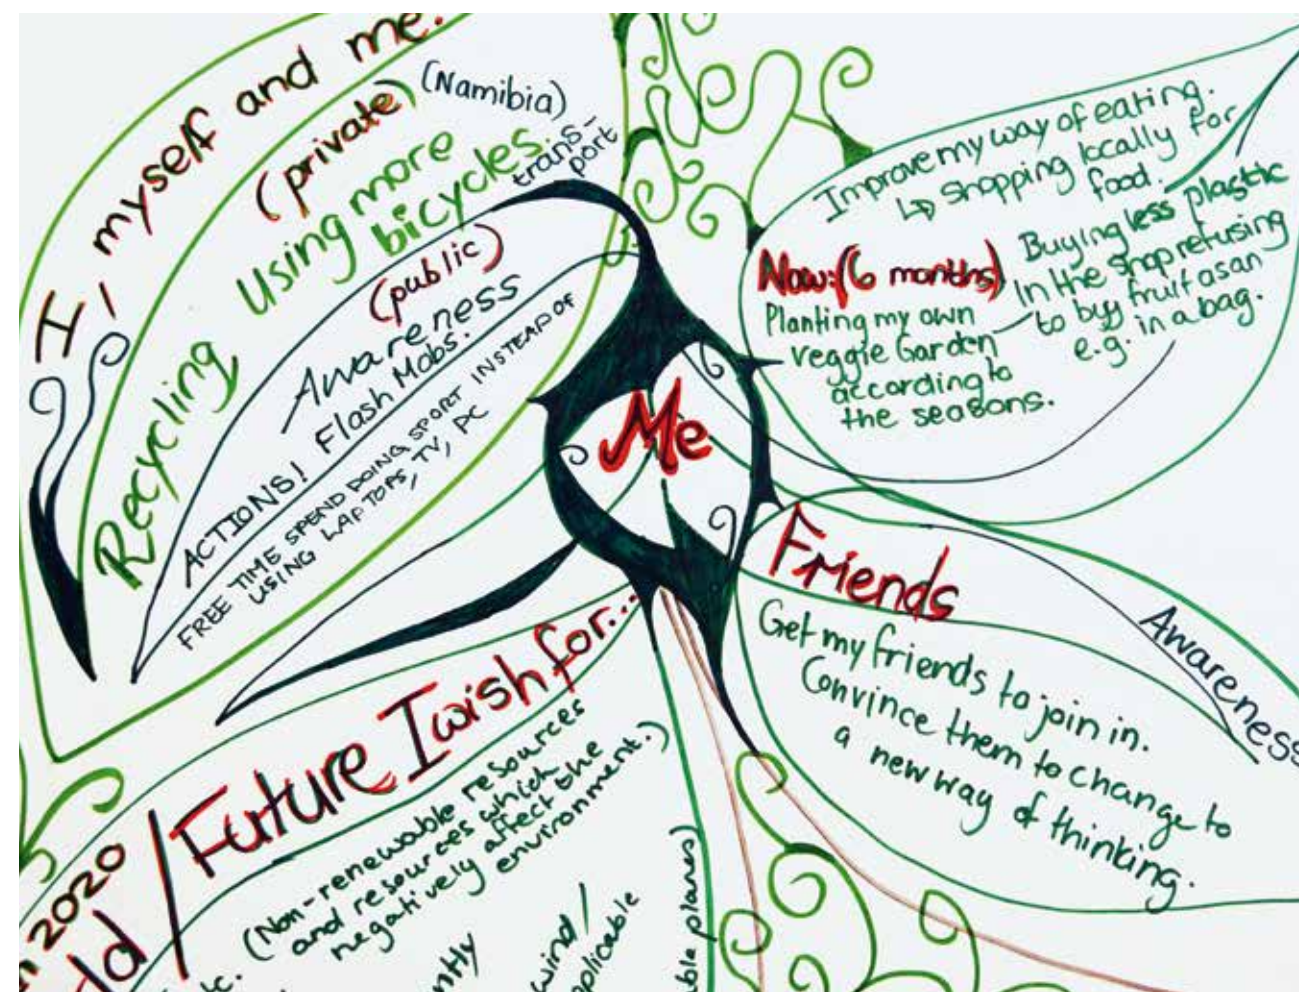 I, myself and me.
(private)
(Namibia)
Recycling
Using more
bicycles.
trans-
port
(public)
Awareness
ACTIONS! Flash Mobs.
FREE TIME SPEND DOING SPORT INSTEAD OF
USING LAPTOPS, TV, PC
Me
Improve my way of eating.
↳ shopping locally for
food.
Now: (6 months)
Planting my own
veggie Garden
according to
the seasons.
Buying less plastic
in the shop refusing
to buy fruit as an
e.g. in a bag.
Friends
Get my friends to join in.
Convince them to change to
a new way of thinking.
Awareness
2020
/Future I wish for...
(Non-renewable resources
and resources which
negatively affect the
environment.)
wind/